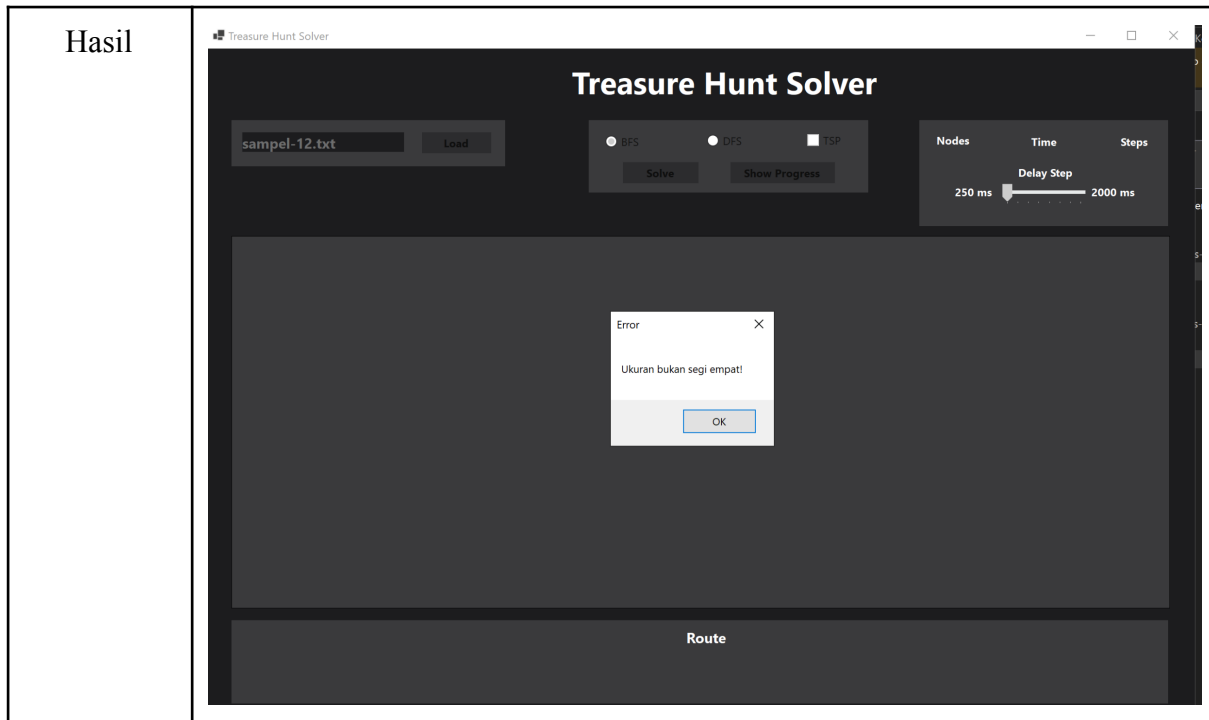 Hasil
Treasure Hunt Solver
Treasure Hunt Solver
sampel-12.txt
Load
BFS
DFS
TSP
Solve
Show Progress
Nodes
Time
Steps
Delay Step
250 ms
2000 ms
Error
Ukuran bukan segi empat!
OK
Route